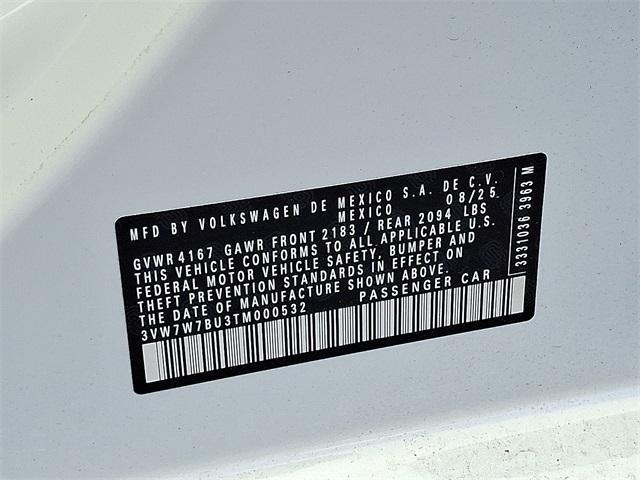 MFD BY VOLKSWAGEN DE MEXICO S.A. DE C.V.
MEXICO 08/25
GVWR 4167 GAWR FRONT 2183 / REAR 2094 LBS
THIS VEHICLE CONFORMS TO ALL APPLICABLE U.S.
FEDERAL MOTOR VEHICLE SAFETY, BUMPER AND
THEFT PREVENTION STANDARDS IN EFFECT ON
THE DATE OF MANUFACTURE SHOWN ABOVE.
3VW7W7BU3TM000532 PASSENGER CAR
3331036 3963 M